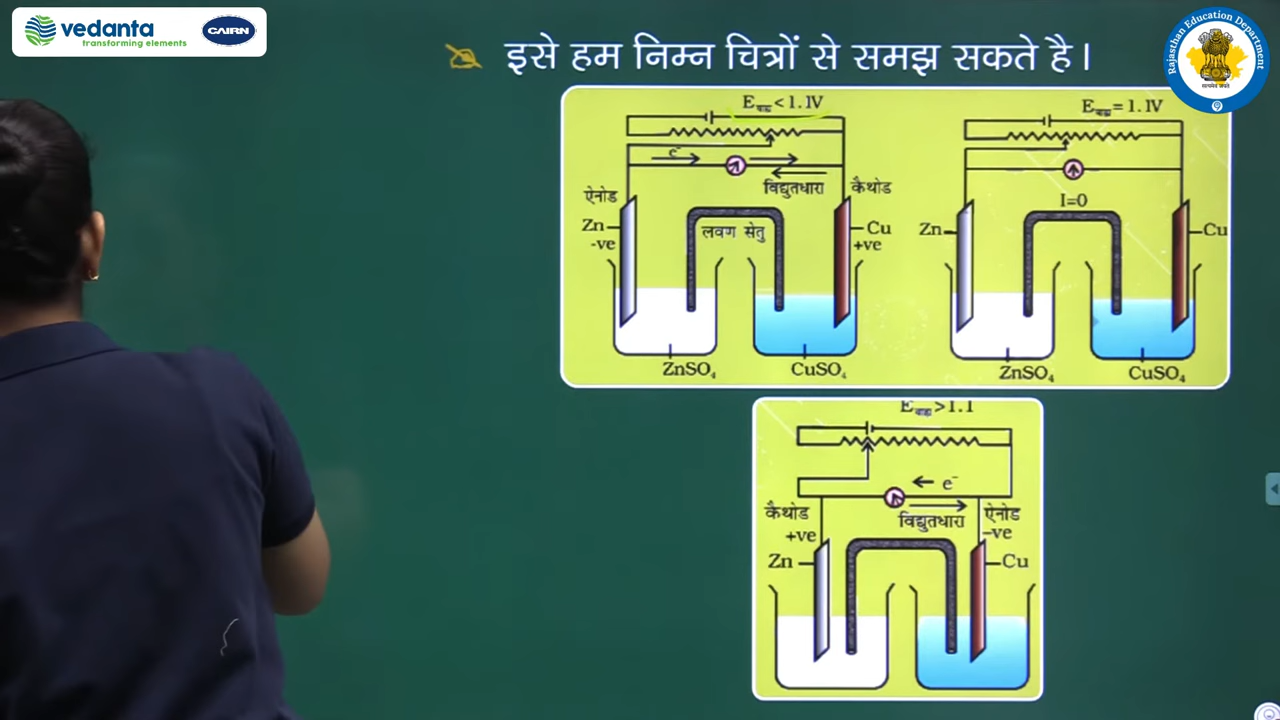 vedanta
transforming elements
CAIRN
इसे हम निम्न चित्रों से समझ सकते है।
Rajasthan Education Department
E बाह्य < 1.1V
e⁻
विद्युतधारा
ऐनोड
कैथोड
Zn
-ve
लवण सेतु
Cu
+ve
ZnSO₄
CuSO₄
E बाह्य = 1.1V
I=0
Zn
Cu
ZnSO₄
CuSO₄
E बाह्य > 1.1
e⁻
कैथोड
+ve
विद्युतधारा
ऐनोड
-ve
Zn
Cu